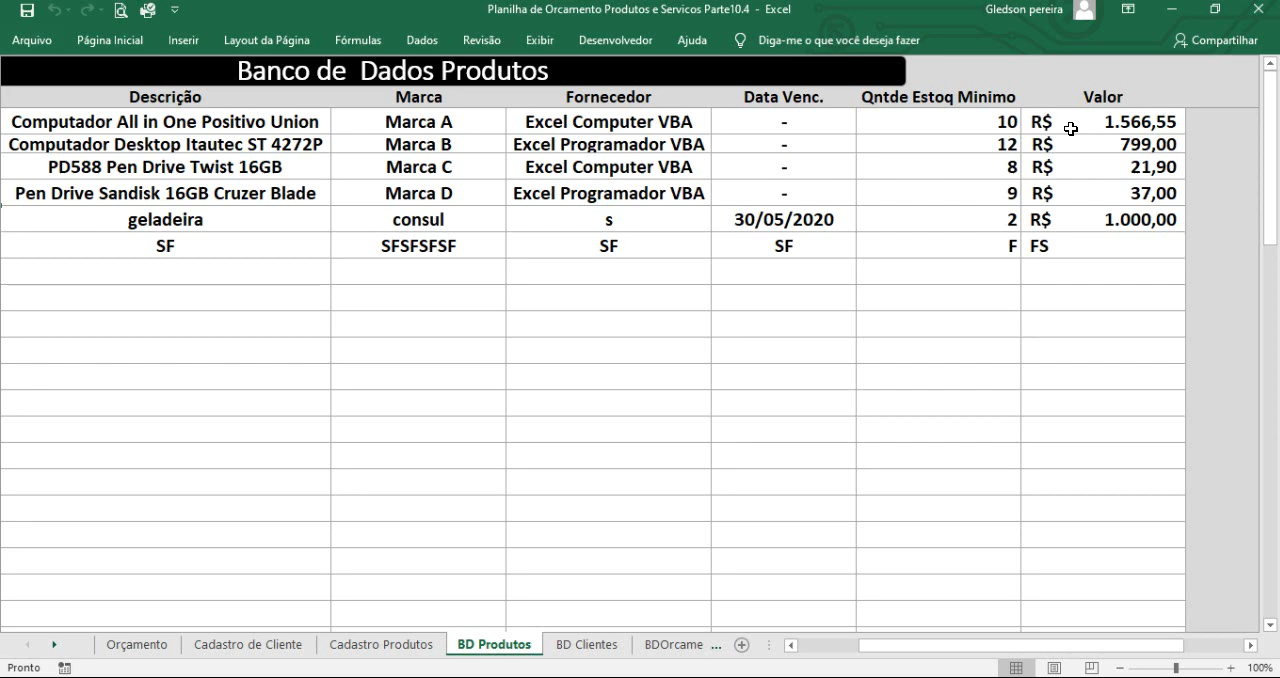 Planilha de Orcamento Produtos e Servicos Parte10.4 - Excel
Gledson pereira
Arquivo Página Inicial Inserir Layout da Página Fórmulas Dados Revisão Exibir Desenvolvedor Ajuda Diga-me o que você deseja fazer Compartilhar
Banco de Dados Produtos
Descrição Marca Fornecedor Data Venc. Qntde Estoq Minimo Valor
Computador All in One Positivo Union Marca A Excel Computer VBA - 10 R$ 1.566,55
Computador Desktop Itautec ST 4272P Marca B Excel Programador VBA - 12 R$ 799,00
PD588 Pen Drive Twist 16GB Marca C Excel Computer VBA - 8 R$ 21,90
Pen Drive Sandisk 16GB Cruzer Blade Marca D Excel Programador VBA - 9 R$ 37,00
geladeira consul s 30/05/2020 2 R$ 1.000,00
SF SFSFSFSF SF SF F FS
Orçamento Cadastro de Cliente Cadastro Produtos BD Produtos BD Clientes BDOrcame ...
Pronto 100%